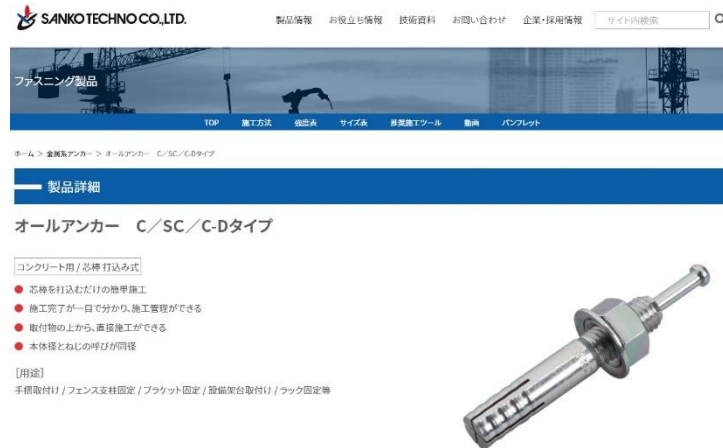 SANKO TECHNO CO., LTD.
製品情報 お役立ち情報 技術資料 お問い合わせ 企業・採用情報 サイト内検索
ファスニング製品
TOP 施工方法 強度表 サイズ表 推奨施工ツール 動画 パンフレット
ホーム > 金属系アンカー > オールアンカー C/SC/C-Dタイプ
製品詳細
オールアンカー C/SC/C-Dタイプ
コンクリート用 / 芯棒打込み式
芯棒を打込むだけの簡単施工
施工完了が一目で分かり、施工管理ができる
取付物の上から、直接施工ができる
本体径とねじの呼びが同径
[用途]
手摺取付け / フェンス支柱固定 / ブラケット固定 / 設備架台取付け / ラック固定等